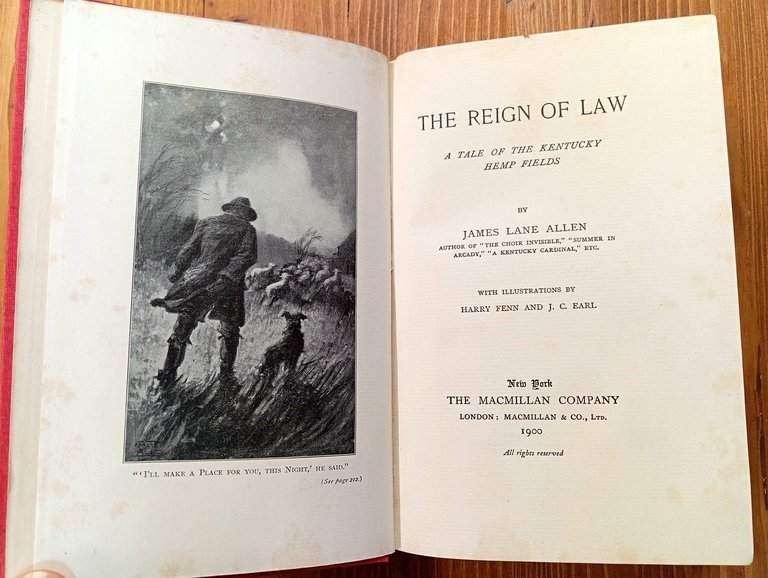 "'I'LL MAKE A PLACE FOR YOU, THIS NIGHT,' HE SAID."
(See page 212.)
THE REIGN OF LAW
A TALE OF THE KENTUCKY
HEMP FIELDS
BY
JAMES LANE ALLEN
AUTHOR OF "THE CHOIR INVISIBLE," "SUMMER IN
ARCADY," "A KENTUCKY CARDINAL," ETC.
WITH ILLUSTRATIONS BY
HARRY FENN AND J. C. EARL
New York
THE MACMILLAN COMPANY
LONDON: MACMILLAN & CO., LTD.
1900
All rights reserved